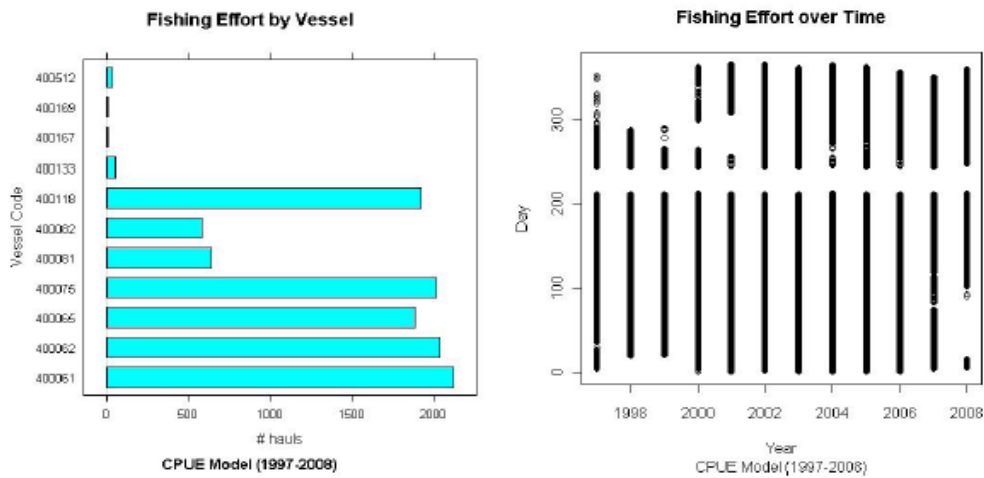 Fishing Effort by Vessel
Vessel Code
400512
400169
400167
400133
400118
400082
400081
400075
400065
400062
400061
0 500 1000 1500 2000
# hauls
CPUE Model (1997-2008)
Fishing Effort over Time
Day
300
200
100
0
1998 2000 2002 2004 2006 2008
Year
CPUE Model (1997-2008)